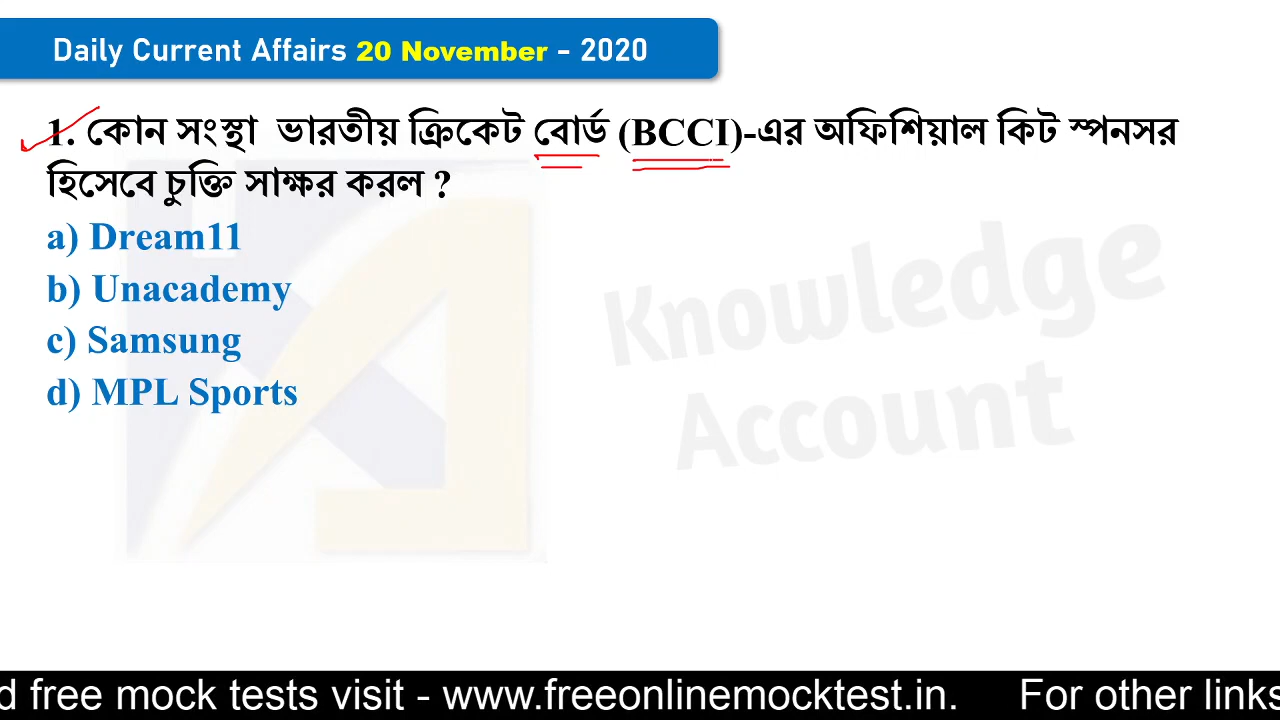 Daily Current Affairs 20 November - 2020
1. কোন সংস্থা ভারতীয় ক্রিকেট বোর্ড (BCCI)-এর অফিশিয়াল কিট স্পনসর
হিসেবে চুক্তি সাক্ষর করল ?
a) Dream11
b) Unacademy
c) Samsung
d) MPL Sports
Knowledge
Account
d free mock tests visit - www.freeonlinemocktest.in. For other links